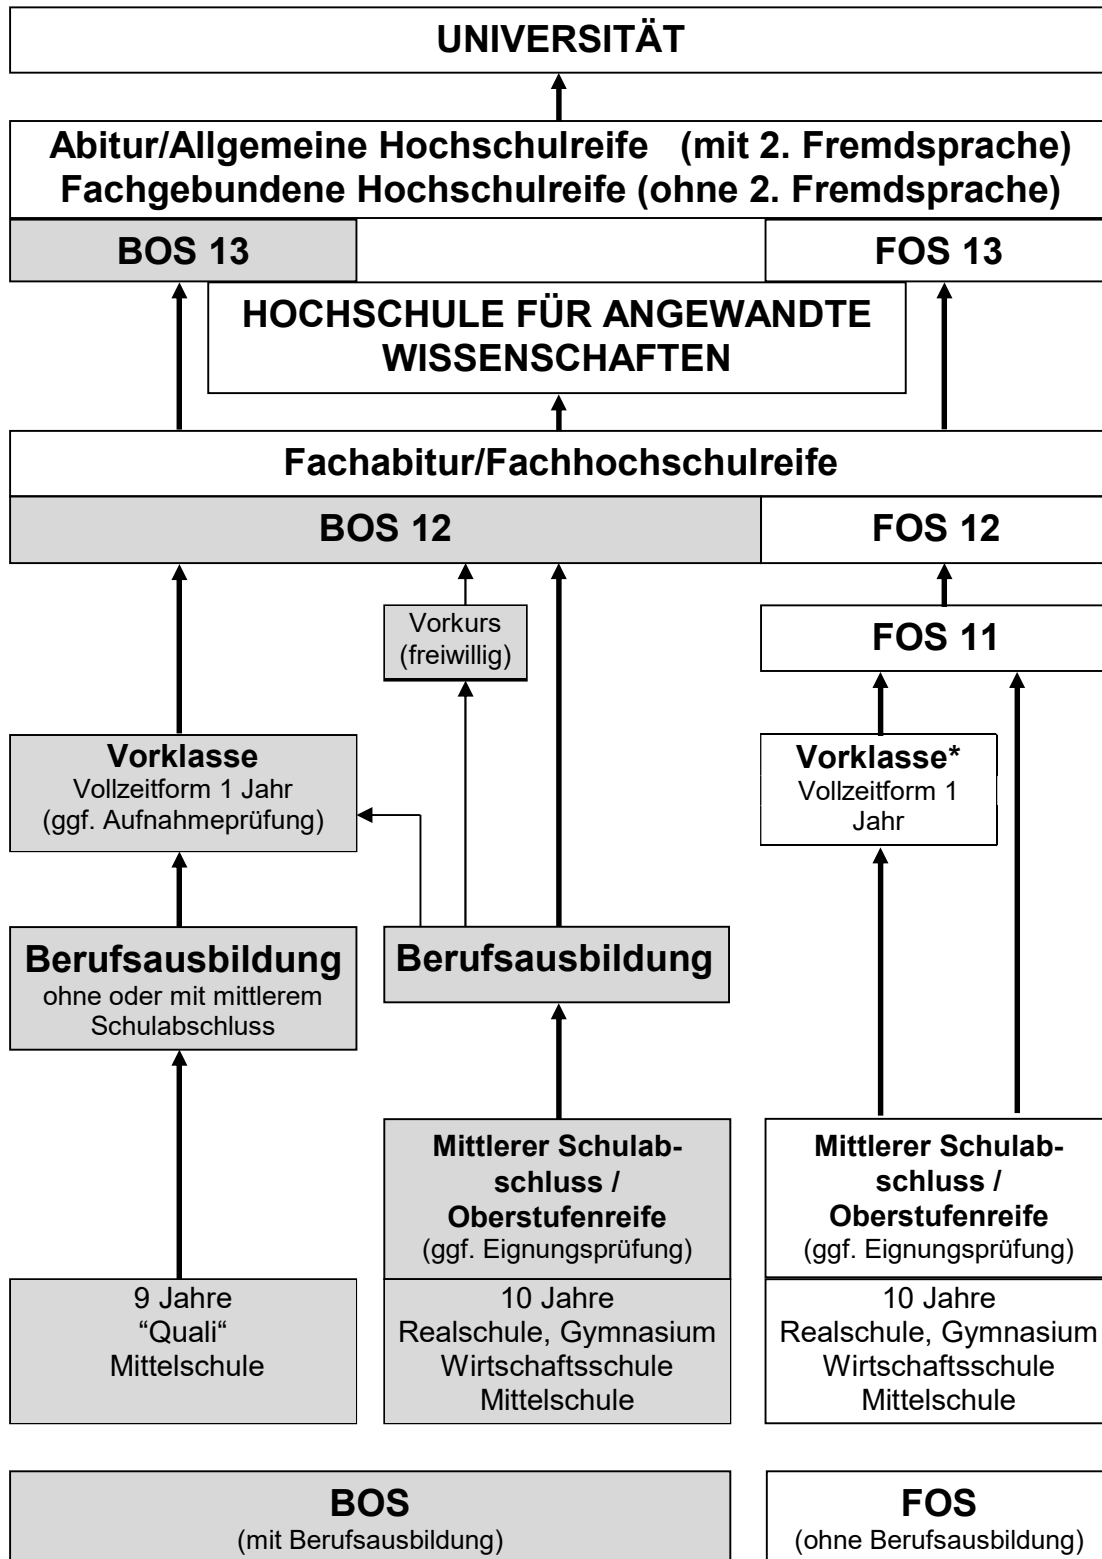 UNIVERSITÄT
Abitur/Allgemeine Hochschulreife (mit 2. Fremdsprache)
Fachgebundene Hochschulreife (ohne 2. Fremdsprache)
BOS 13
FOS 13
HOCHSCHULE FÜR ANGEWANDTE
WISSENSCHAFTEN
Fachabitur/Fachhochschulreife
BOS 12
FOS 12
Vorkurs
(freiwillig)
FOS 11
Vorklasse
Vollzeitform 1 Jahr
(ggf. Aufnahmeprüfung)
Vorklasse*
Vollzeitform 1
Jahr
Berufsausbildung
ohne oder mit mittlerem
Schulabschluss
Berufsausbildung
Mittlerer Schulab-
schluss /
Oberstufenreife
(ggf. Eignungsprüfung)
Mittlerer Schulab-
schluss /
Oberstufenreife
(ggf. Eignungsprüfung)
9 Jahre
“Quali“
Mittelschule
10 Jahre
Realschule, Gymnasium
Wirtschaftsschule
Mittelschule
10 Jahre
Realschule, Gymnasium
Wirtschaftsschule
Mittelschule
BOS
(mit Berufsausbildung)
FOS
(ohne Berufsausbildung)